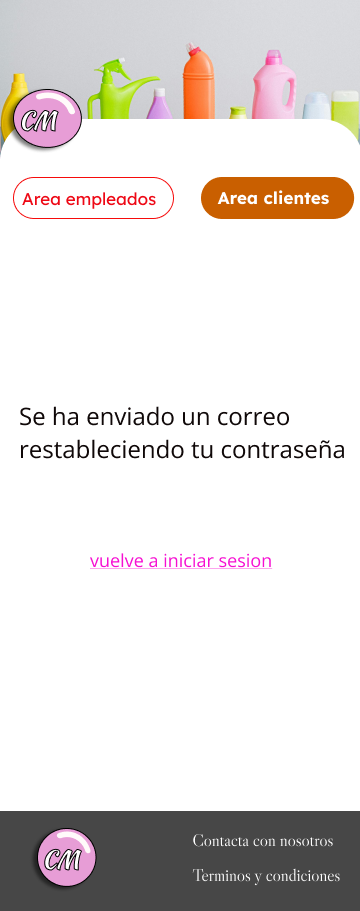 CM
Area empleados
Area clientes
Se ha enviado un correo
restableciendo tu contraseña
vuelve a iniciar sesion
CM
Contacta con nosotros
Terminos y condiciones